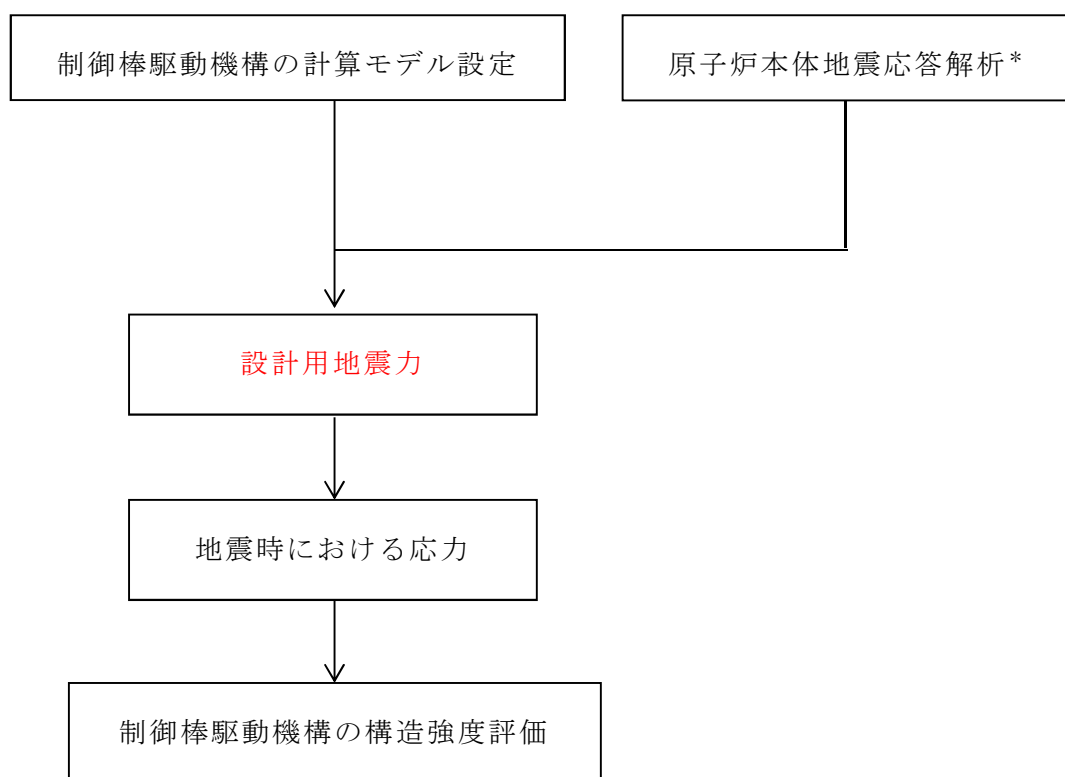 制御棒駆動機構の計算モデル設定
原子炉本体地震応答解析*
設計用地震力
地震時における応力
制御棒駆動機構の構造強度評価